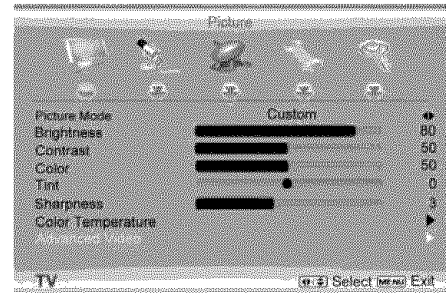 Picture
Picture Mode Custom
Brightness 80
Contrast 50
Color 50
Tint 0
Sharpness 3
Color Temperature
Advanced Video
TV Select MENU Exit